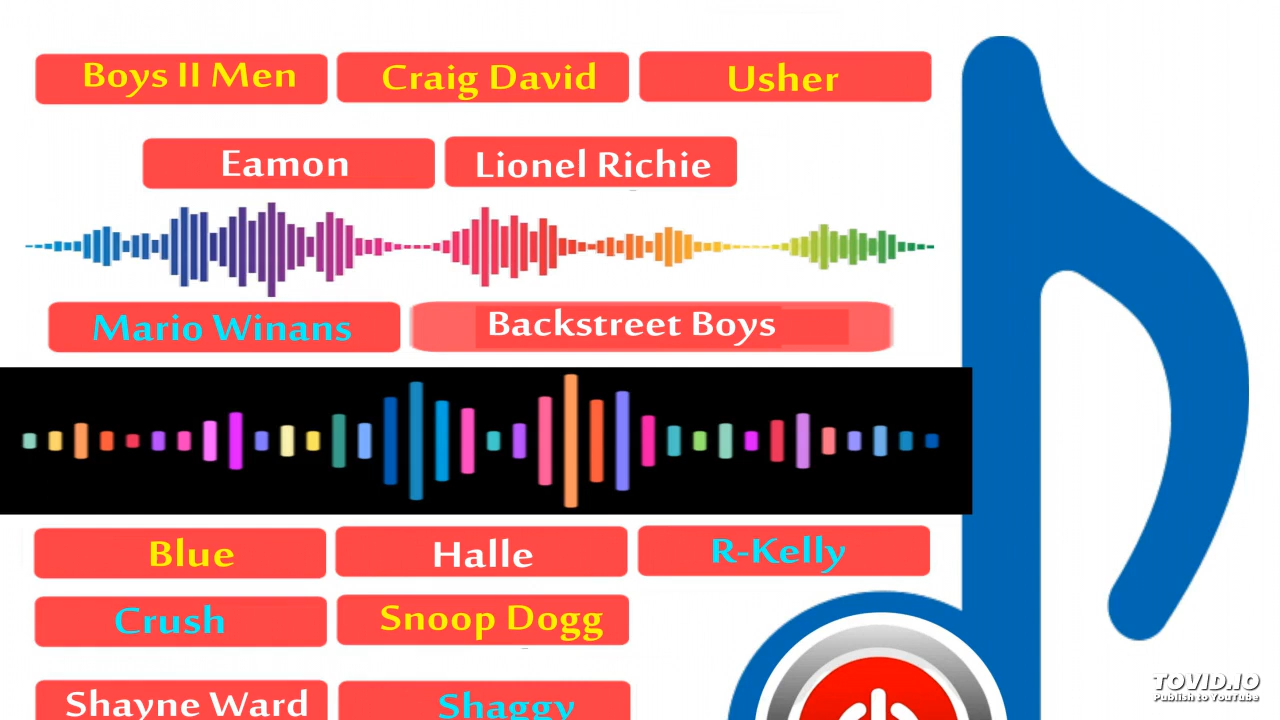 Boys II Men
Craig David
Usher
Eamon
Lionel Richie
Mario Winans
Backstreet Boys
Blue
Halle
R-Kelly
Crush
Snoop Dogg
Shayne Ward
Shaggy
TOVID.IO
Publish to YouTube